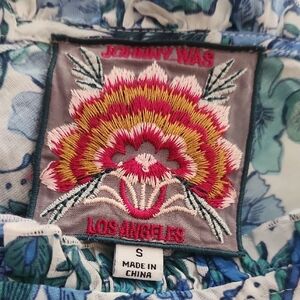 JOHNNY WAS
LOS ANGELES
S
MADE IN
CHINA